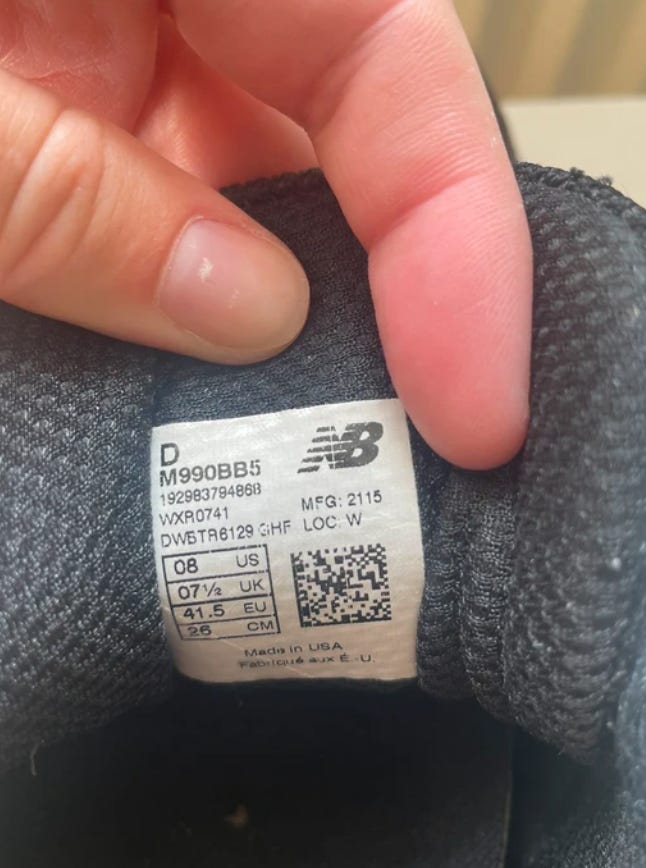 D
M990BB5
NB
192983794868
WXR0741
MFG: 2115
DW5TR6129 GHF LOC: W
08 US
07½ UK
41.5 EU
26 CM
Made in USA
Fabriqué aux É.-U.